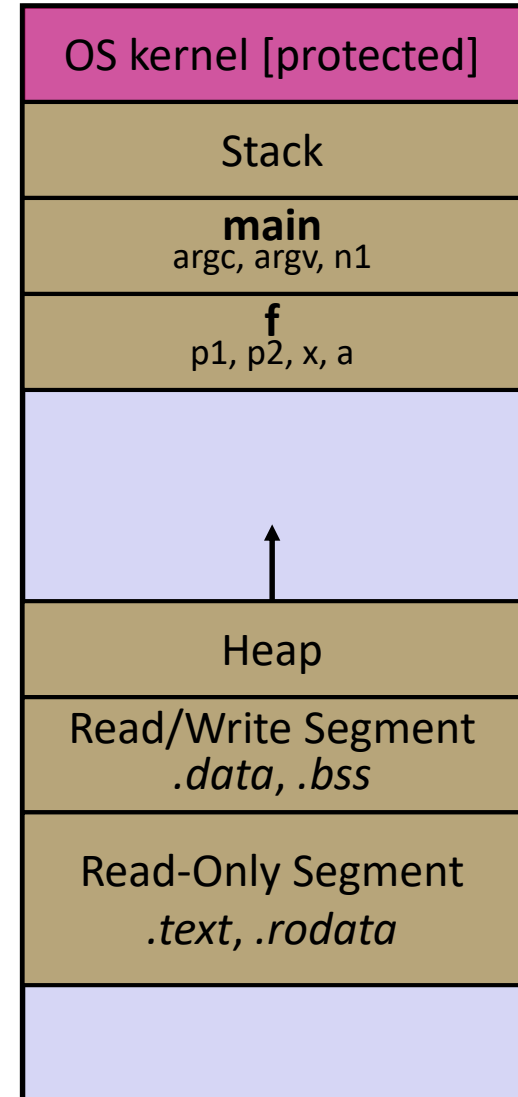 OS kernel [protected]
Stack
main
argc, argv, n1
f
p1, p2, x, a
Heap
Read/Write Segment
.data, .bss
Read-Only Segment
.text, .rodata